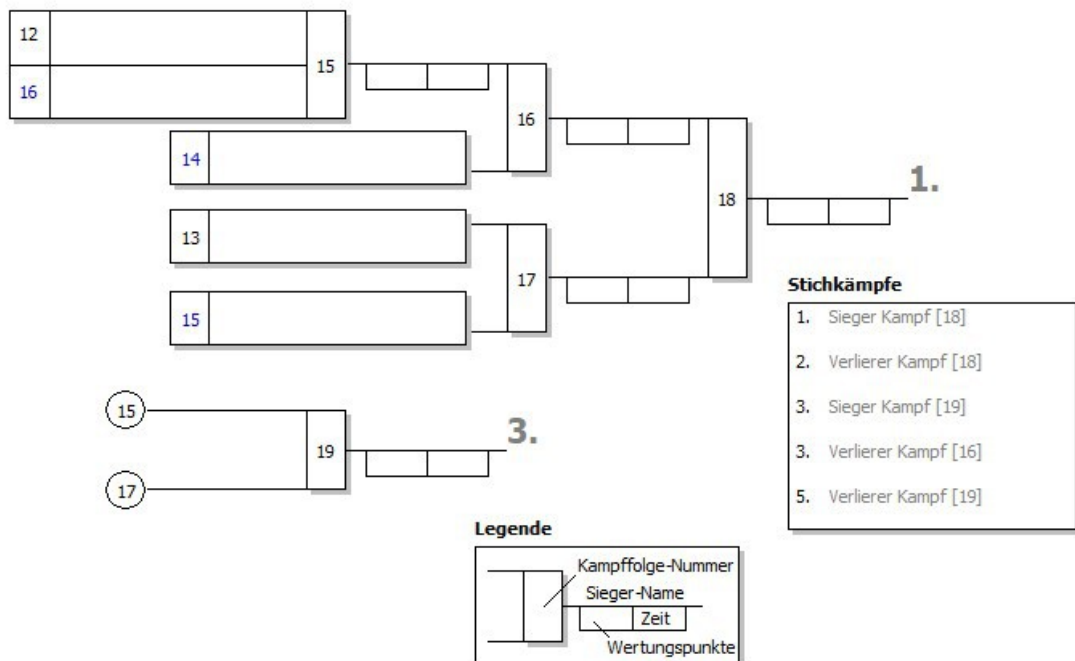 12
15
16
16
14
1.
18
13
17
15
Stichkämpfe
1. Sieger Kampf [18]
2. Verlierer Kampf [18]
3. Sieger Kampf [19]
3. Verlierer Kampf [16]
5. Verlierer Kampf [19]
15
3.
19
17
Legende
Kampffolge-Nummer
Sieger-Name
Zeit
Wertungspunkte